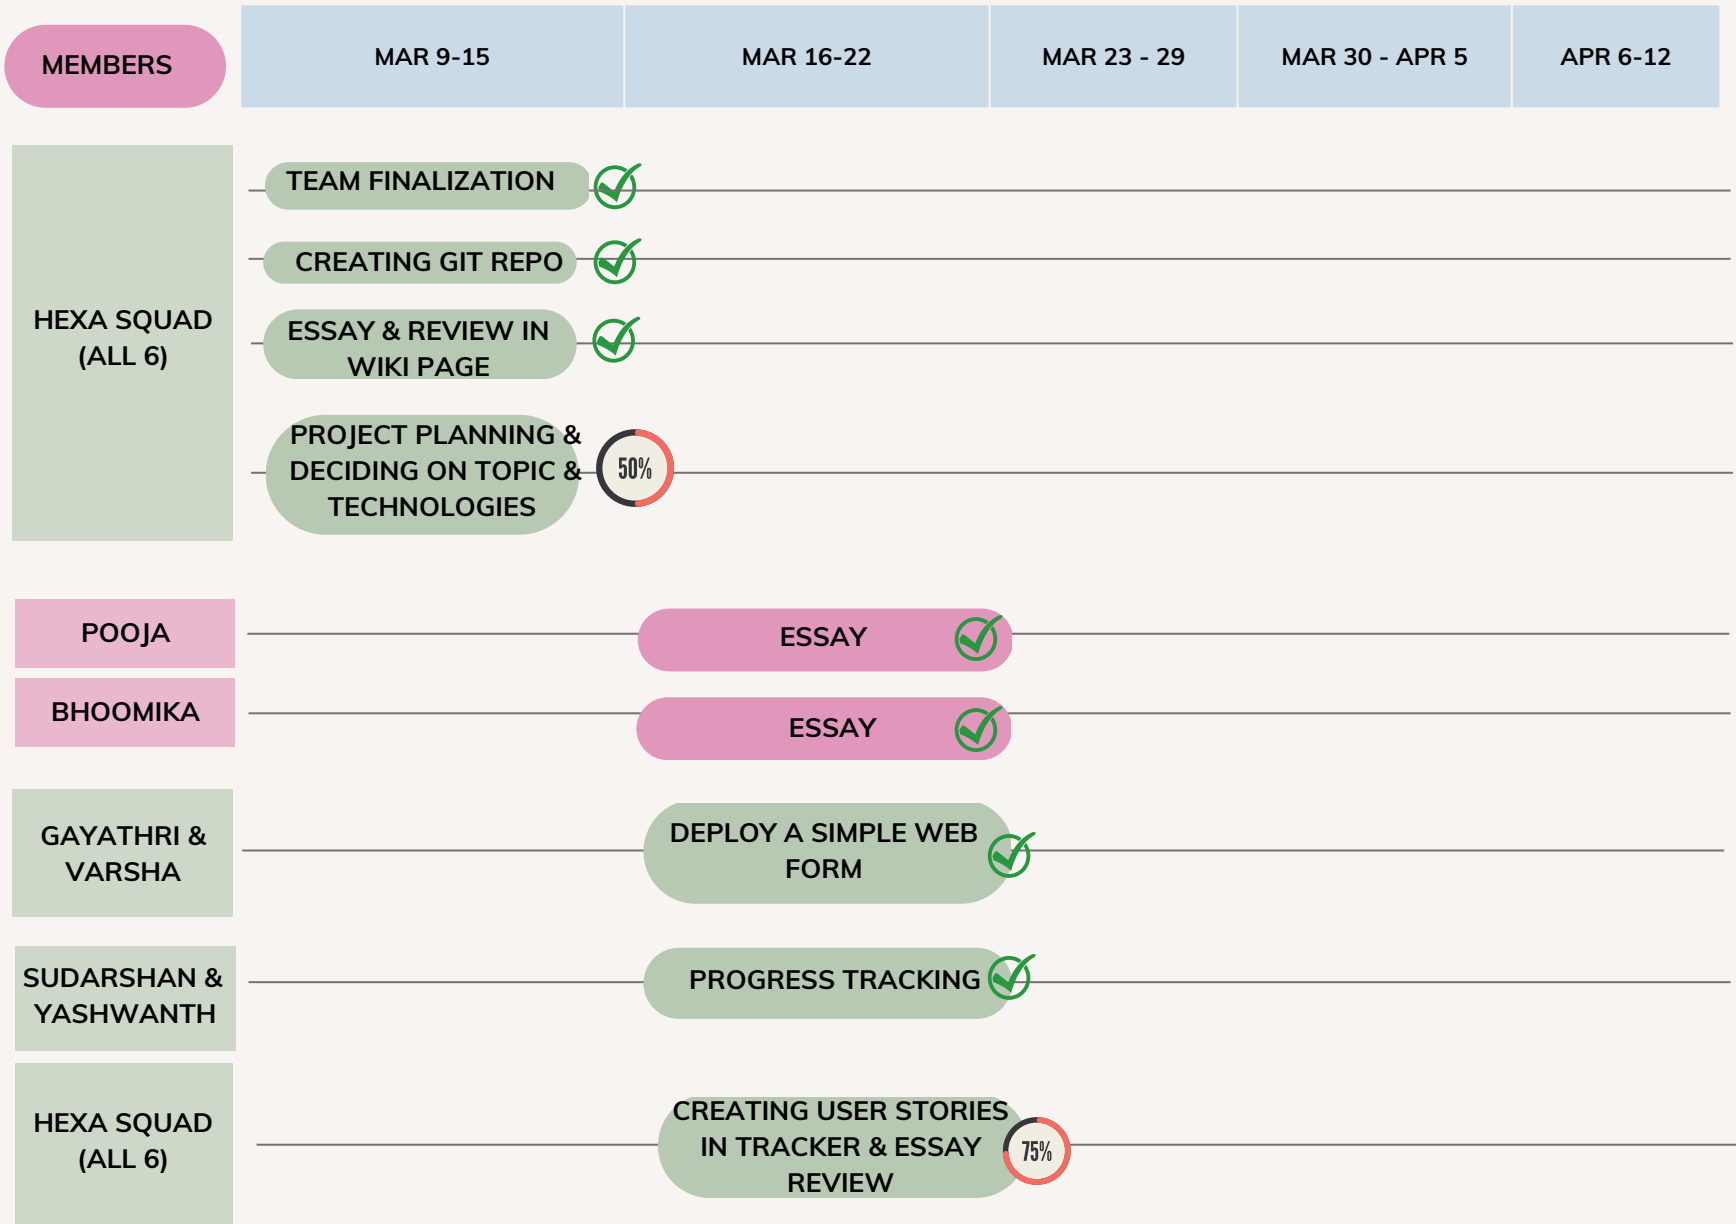 MEMBERS
MAR 9-15
MAR 16-22
MAR 23 - 29
MAR 30 - APR 5
APR 6-12
HEXA SQUAD
(ALL 6)
TEAM FINALIZATION
CREATING GIT REPO
ESSAY & REVIEW IN
WIKI PAGE
PROJECT PLANNING &
DECIDING ON TOPIC &
TECHNOLOGIES
50%
POOJA
ESSAY
BHOOMIKA
ESSAY
GAYATHRI &
VARSHA
DEPLOY A SIMPLE WEB
FORM
SUDARSHAN &
YASHWANTH
PROGRESS TRACKING
HEXA SQUAD
(ALL 6)
CREATING USER STORIES
IN TRACKER & ESSAY
REVIEW
75%